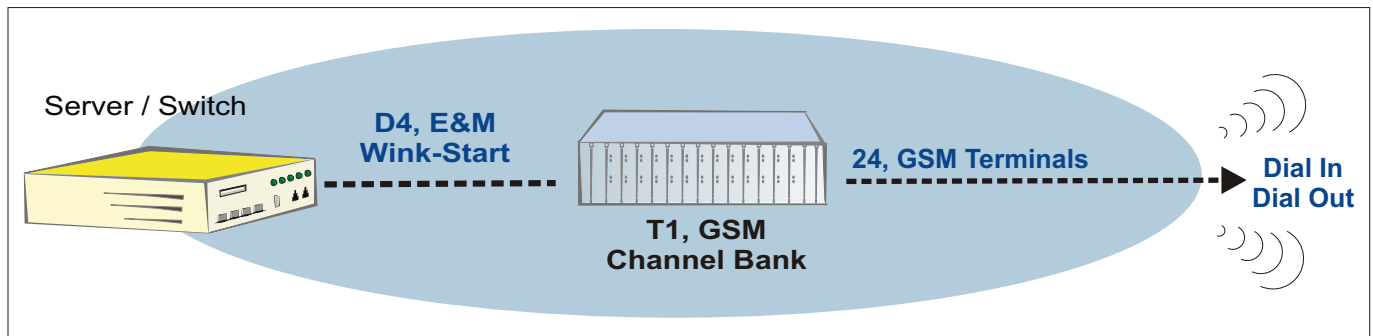 Server / Switch
D4, E&M
Wink-Start
T1, GSM
Channel Bank
24, GSM Terminals
Dial In
Dial Out